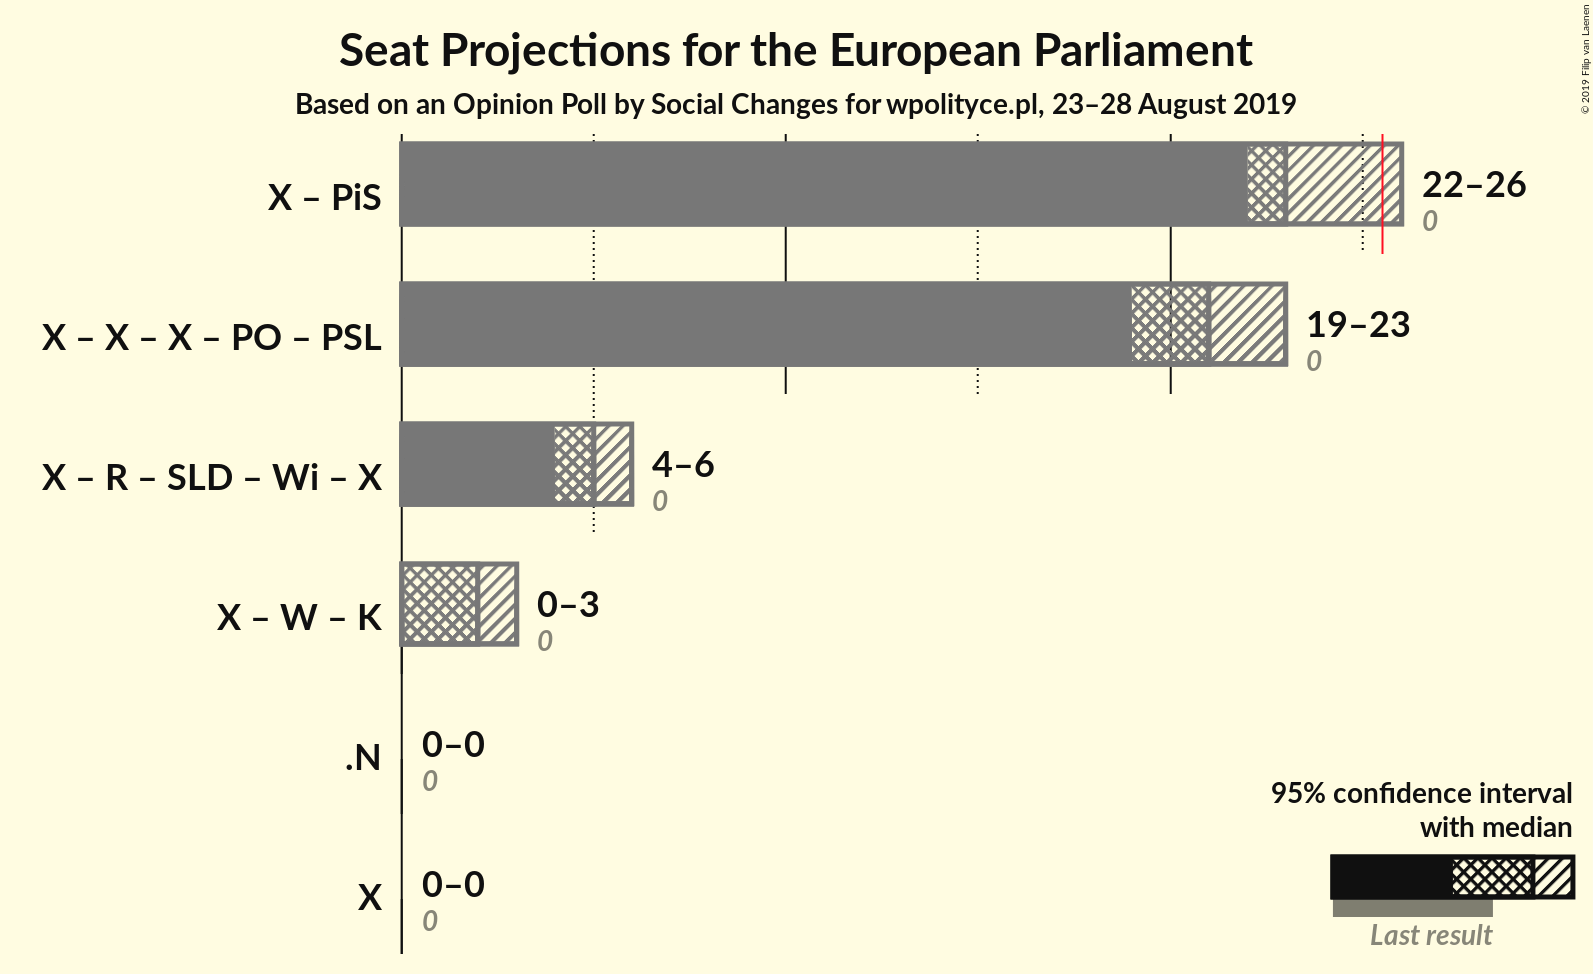 Seat Projections for the European Parliament
Based on an Opinion Poll by Social Changes for wpolityce.pl, 23–28 August 2019
© 2019 Filip van Laenen
X – PiS
22–26
0
X – X – X – PO – PSL
19–23
0
X – R – SLD – Wi – X
4–6
0
X – W – K
0–3
0
.N
0–0
0
X
0–0
0
95% confidence interval
with median
Last result